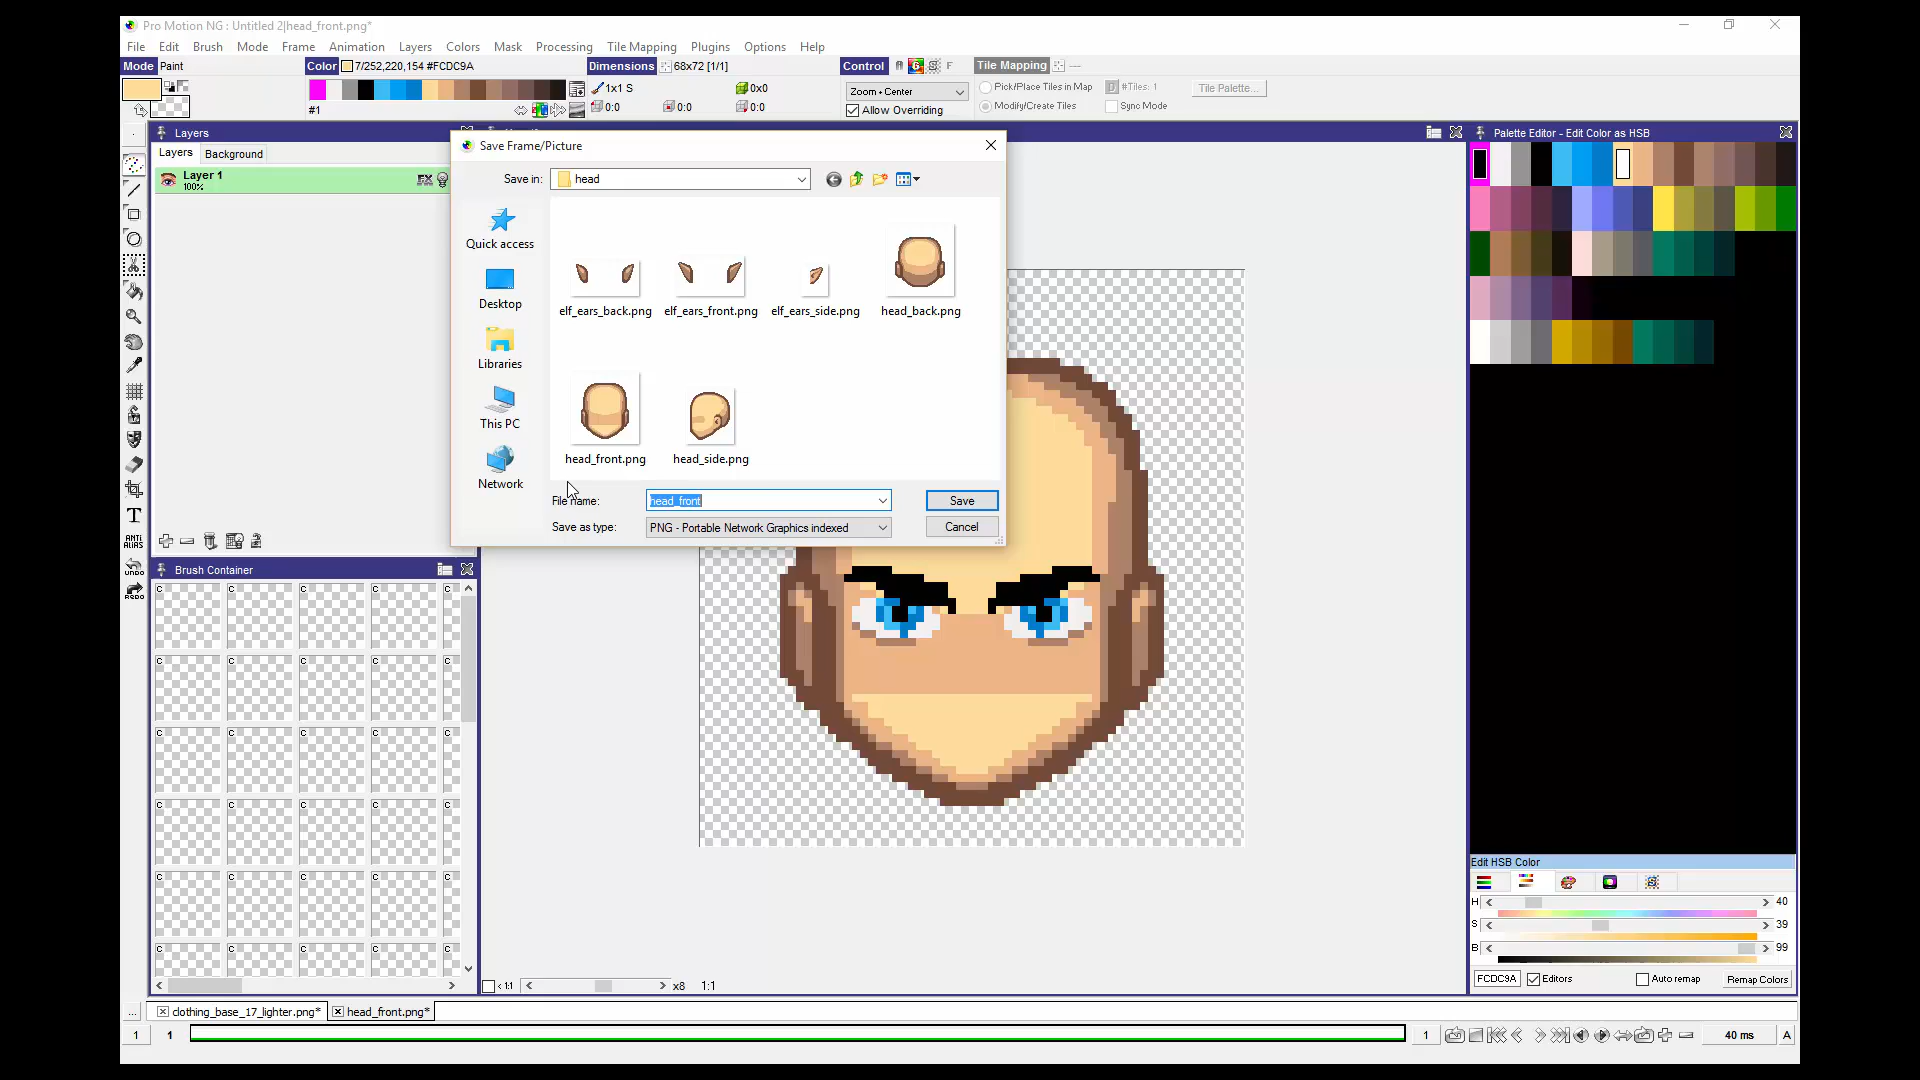 Pro Motion NG : Untitled 2|head_front.png*
File Edit Brush Mode Frame Animation Layers Colors Mask Processing Tile Mapping Plugins Options Help
Mode Paint Color 7/252,220,154 #FCDC9A Dimensions 68x72 [1/1] Control F Tile Mapping ---
1x1 S 0x0 Zoom + Center Pick/Place Tiles in Map #Tiles: 1 Tile Palette...
#1 0:0 0:0 0:0 Allow Overriding Modify/Create Tiles Sync Mode
Layers
Layers Background
Layer 1
100%
FX
ANTI
ALIAS
UNDO
REDO
Save Frame/Picture
Save in: head
Quick access
Desktop
Libraries
This PC
Network
elf_ears_back.png elf_ears_front.png elf_ears_side.png head_back.png
head_front.png head_side.png
File name: head_front Save
Save as type: PNG - Portable Network Graphics indexed Cancel
Brush Container
C C C C C
C C C C C
C C C C C
C C C C C
C C C C C
C C C C C
Palette Editor - Edit Color as HSB
Edit HSB Color
H 40
S 39
B 99
FCDC9A Editors Auto remap Remap Colors
< 1:1 x8 1:1
... clothing_base_17_lighter.png* head_front.png*
1 1 1 40 ms A